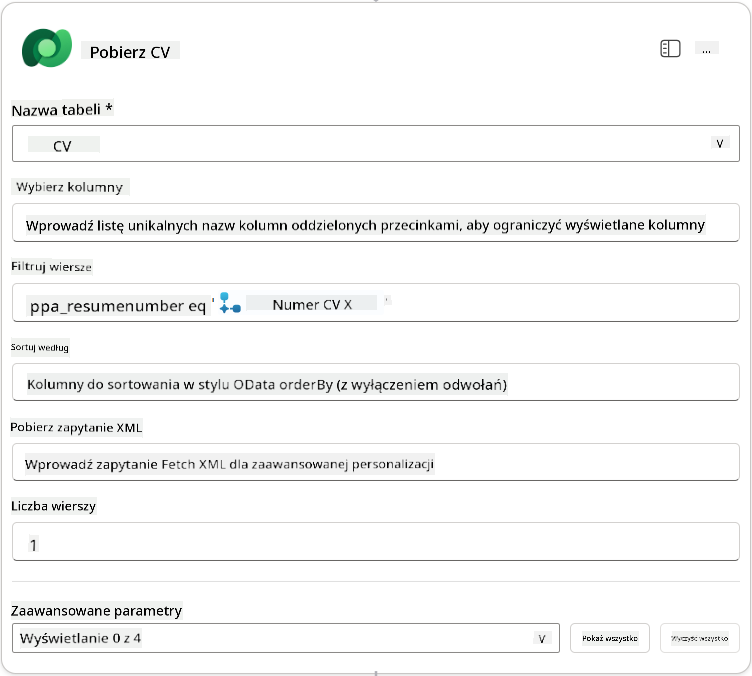 Pobierz CV
...
Nazwa tabeli *
CV
Wybierz kolumny
Wprowadź listę unikalnych nazw kolumn oddzielonych przecinkami, aby ograniczyć wyświetlane kolumny
Filtruj wiersze
ppa_resumenumber eq ' Numer CV X '
Sortuj według
Kolumny do sortowania w stylu OData orderBy (z wyłączeniem odwołań)
Pobierz zapytanie XML
Wprowadź zapytanie Fetch XML dla zaawansowanej personalizacji
Liczba wierszy
1
Zaawansowane parametry
Wyświetlanie 0 z 4
Pokaż wszystko
Wyczyść wszystko